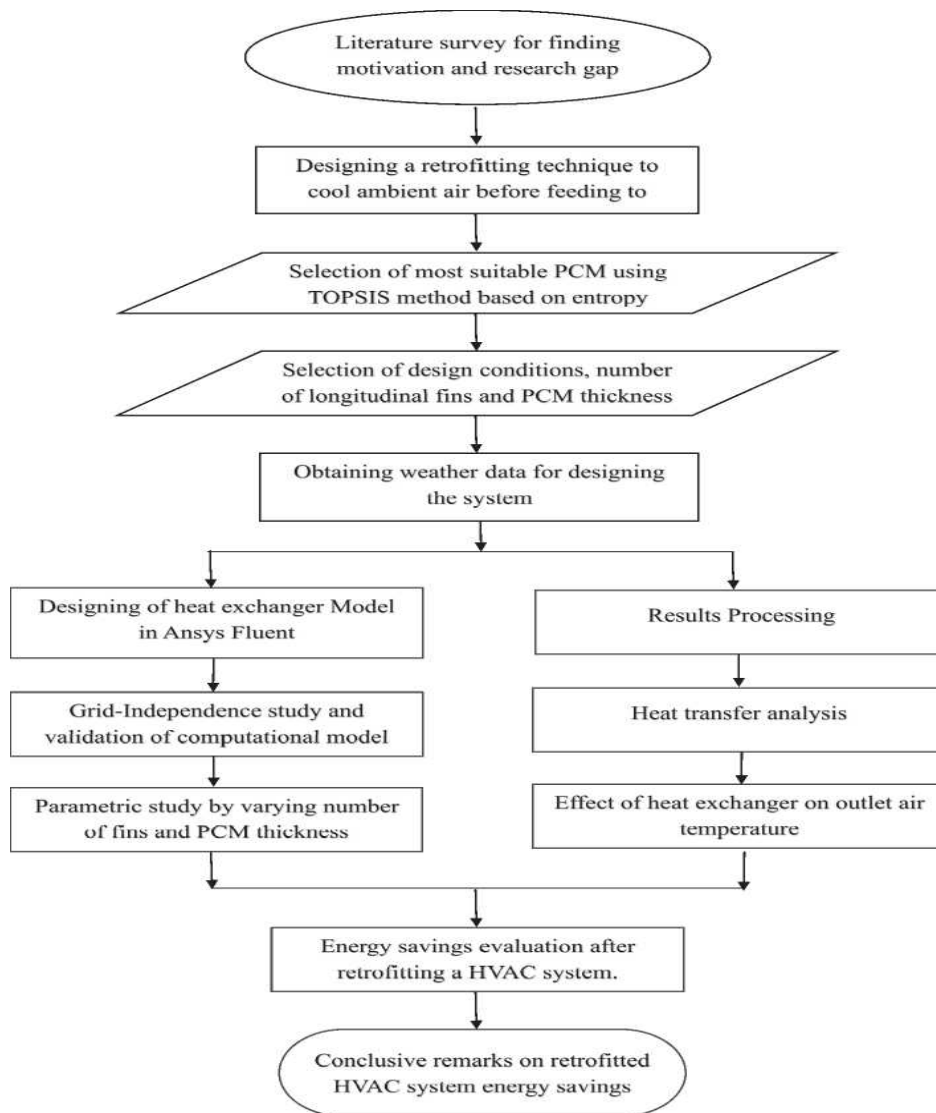 Literature survey for finding
motivation and research gap
Designing a retrofitting technique to
cool ambient air before feeding to
Selection of most suitable PCM using
TOPSIS method based on entropy
Selection of design conditions, number
of longitudinal fins and PCM thickness
Obtaining weather data for designing
the system
Designing of heat exchanger Model
in Ansys Fluent
Grid-Independence study and
validation of computational model
Parametric study by varying number
of fins and PCM thickness
Results Processing
Heat transfer analysis
Effect of heat exchanger on outlet air
temperature
Energy savings evaluation after
retrofitting a HVAC system.
Conclusive remarks on retrofitted
HVAC system energy savings